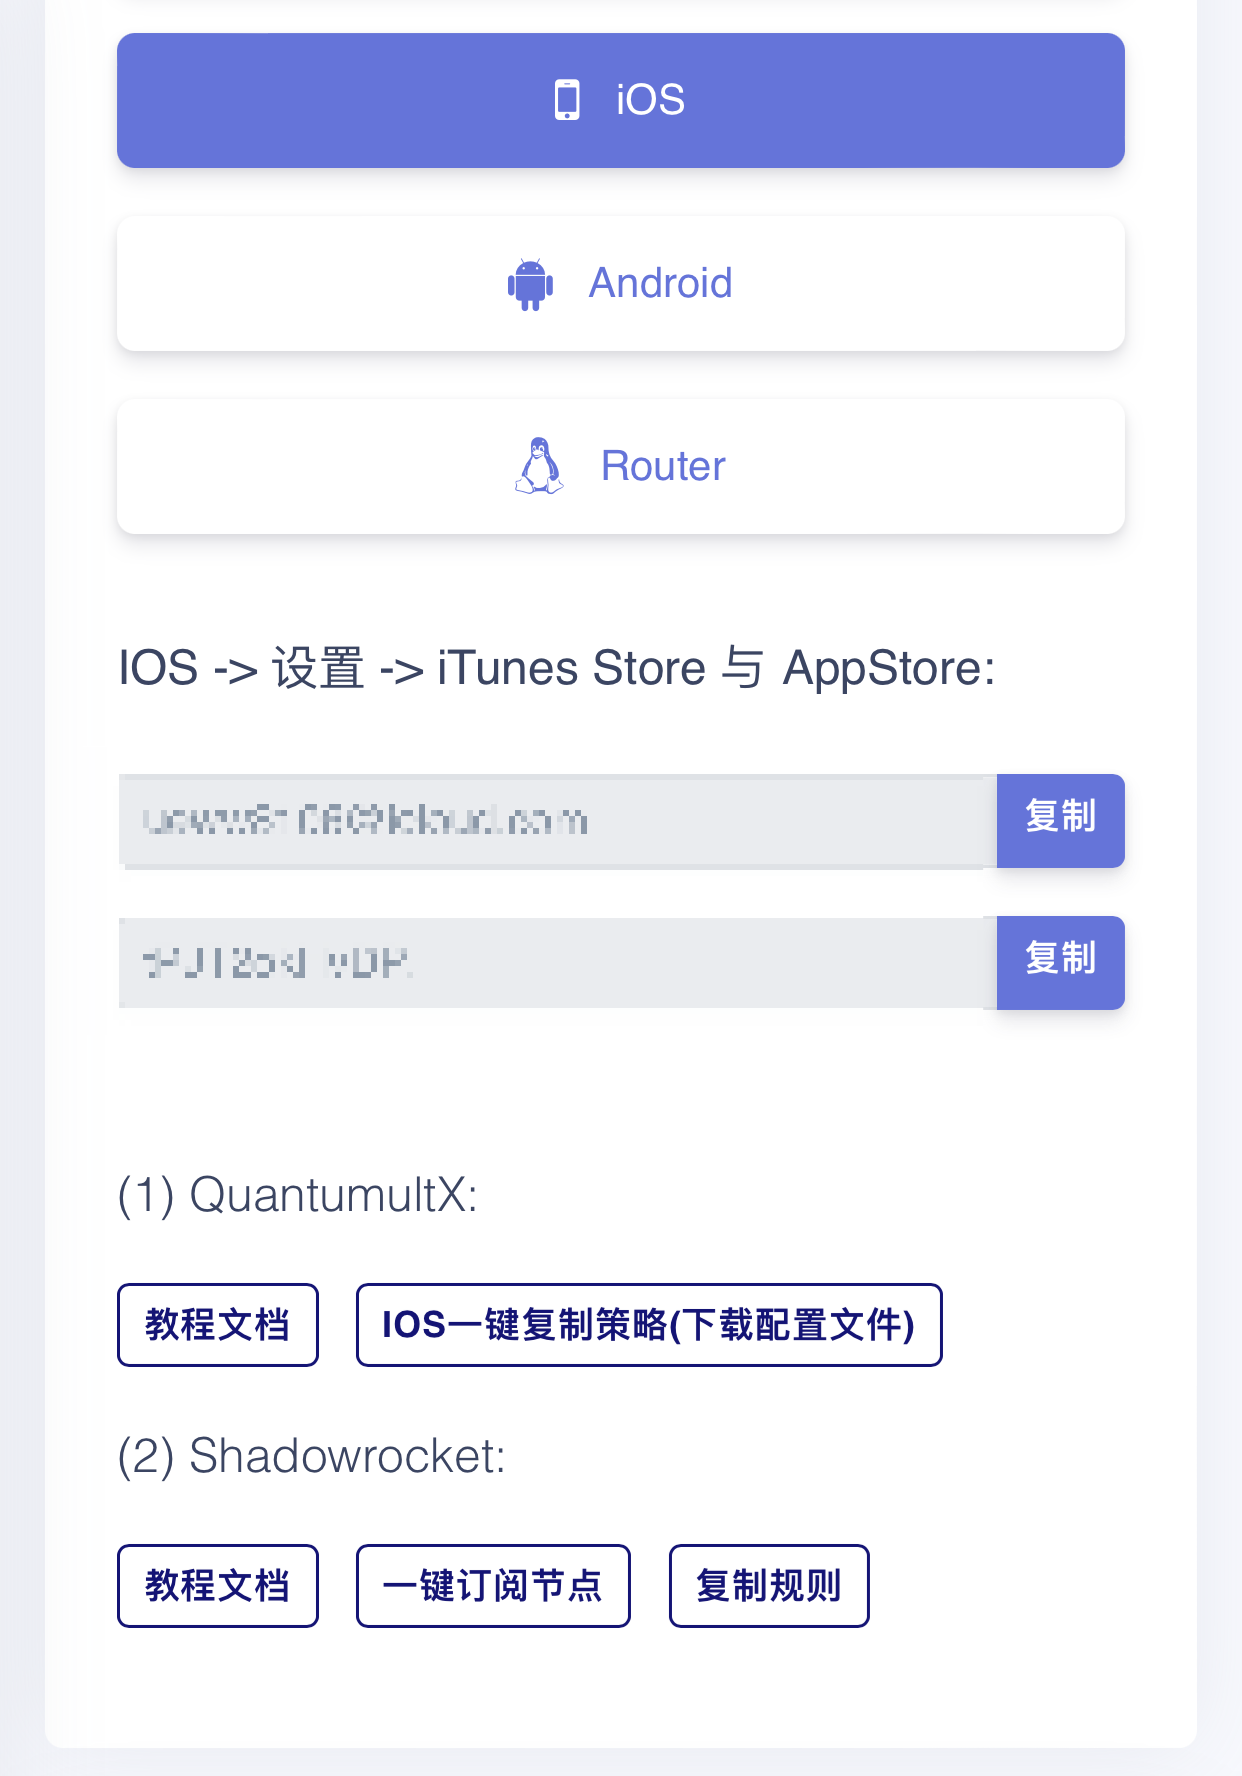 iOS
Android
Router
IOS -> 设置 -> iTunes Store 与 AppStore:
复制
复制
(1) QuantumultX:
教程文档
IOS一键复制策略(下载配置文件)
(2) Shadowrocket:
教程文档
一键订阅节点
复制规则